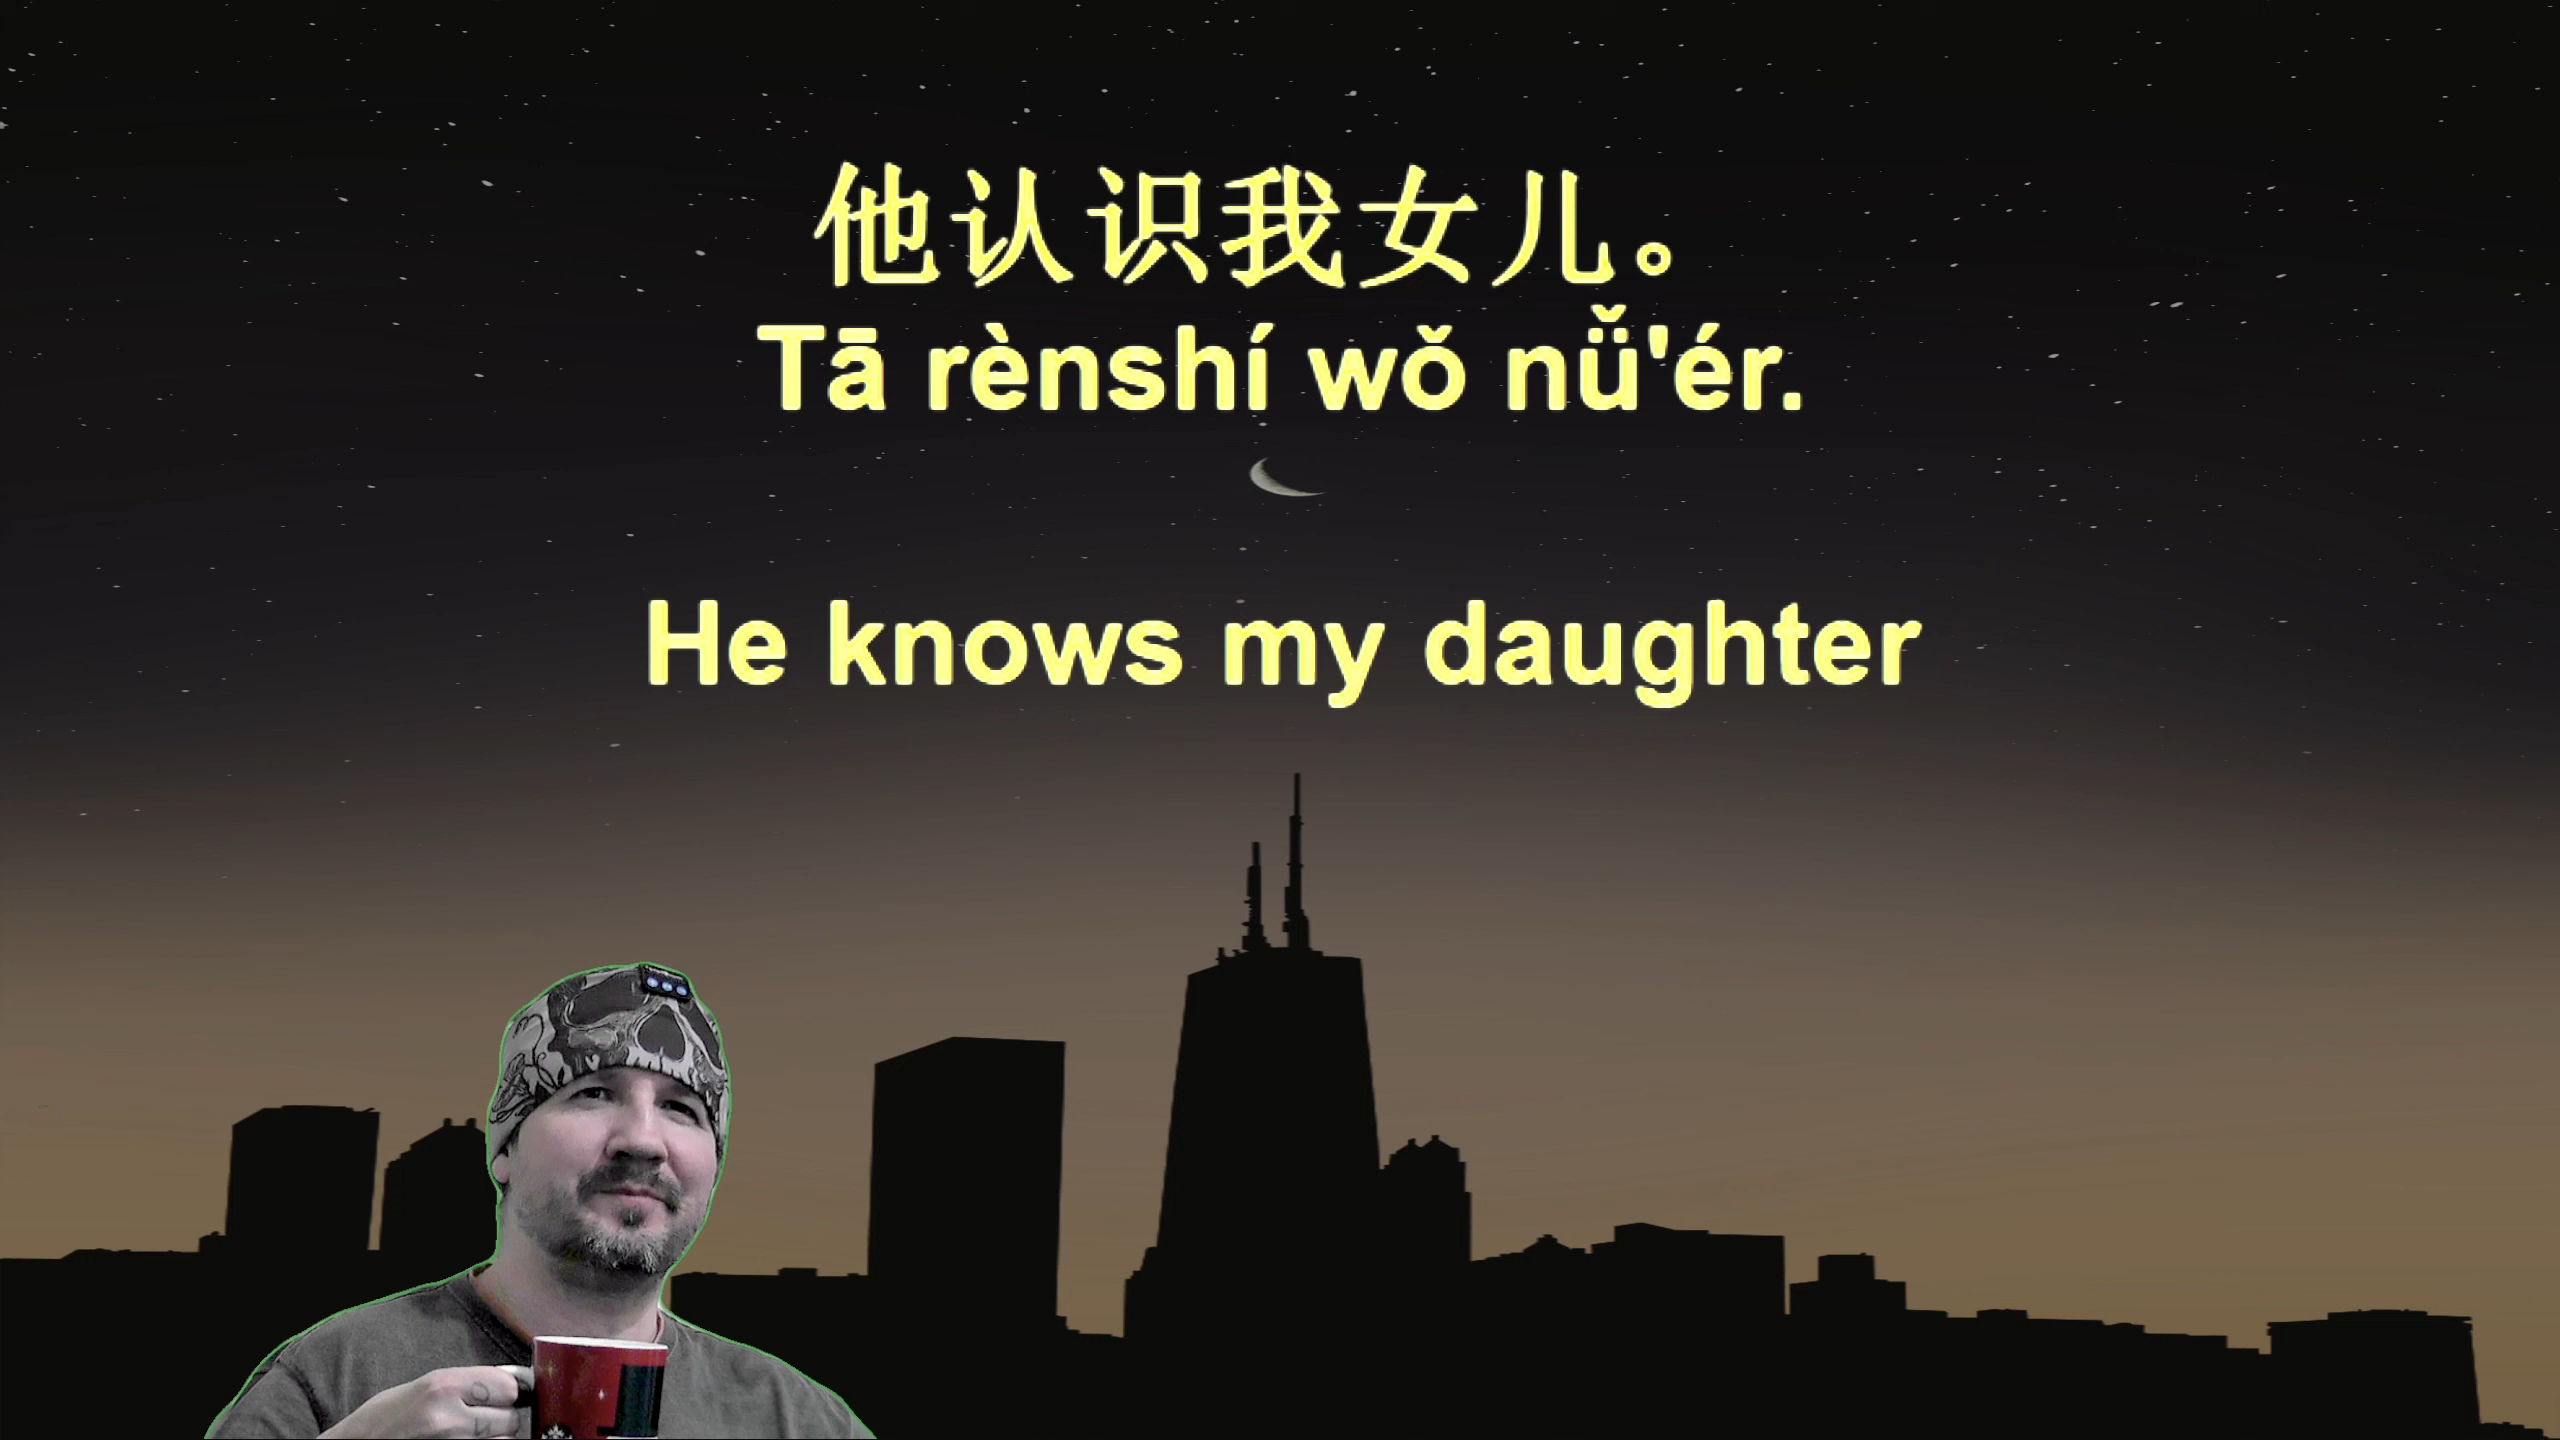 他认识我女儿。
Tā rènshí wǒ nǚ'ér.
He knows my daughter